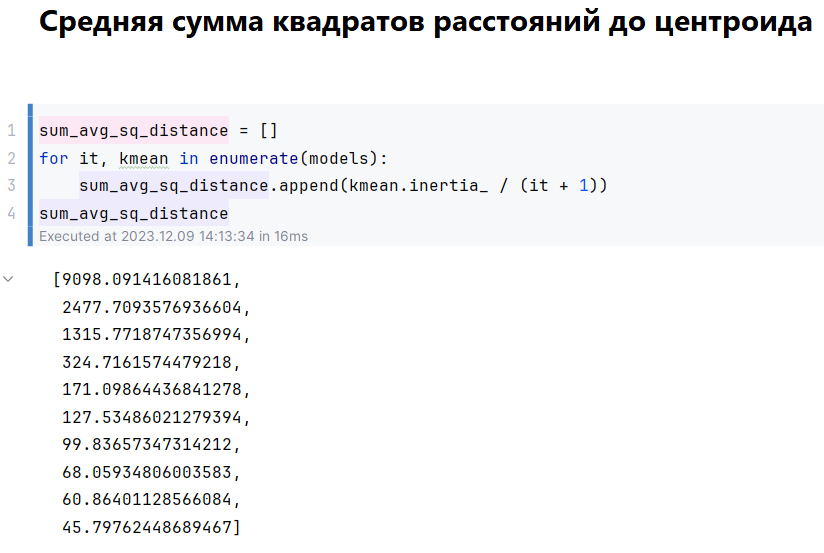 Средняя сумма квадратов расстояний до центроида
1 sum_avg_sq_distance = []
2 for it, kmean in enumerate(models):
3     sum_avg_sq_distance.append(kmean.inertia_ / (it + 1))
4 sum_avg_sq_distance
Executed at 2023.12.09 14:13:34 in 16ms
[9098.091416081861,
2477.7093576936604,
1315.7718747356994,
324.7161574479218,
171.09864436841278,
127.53486021279394,
99.83657347314212,
68.05934806003583,
60.86401128566084,
45.79762448689467]